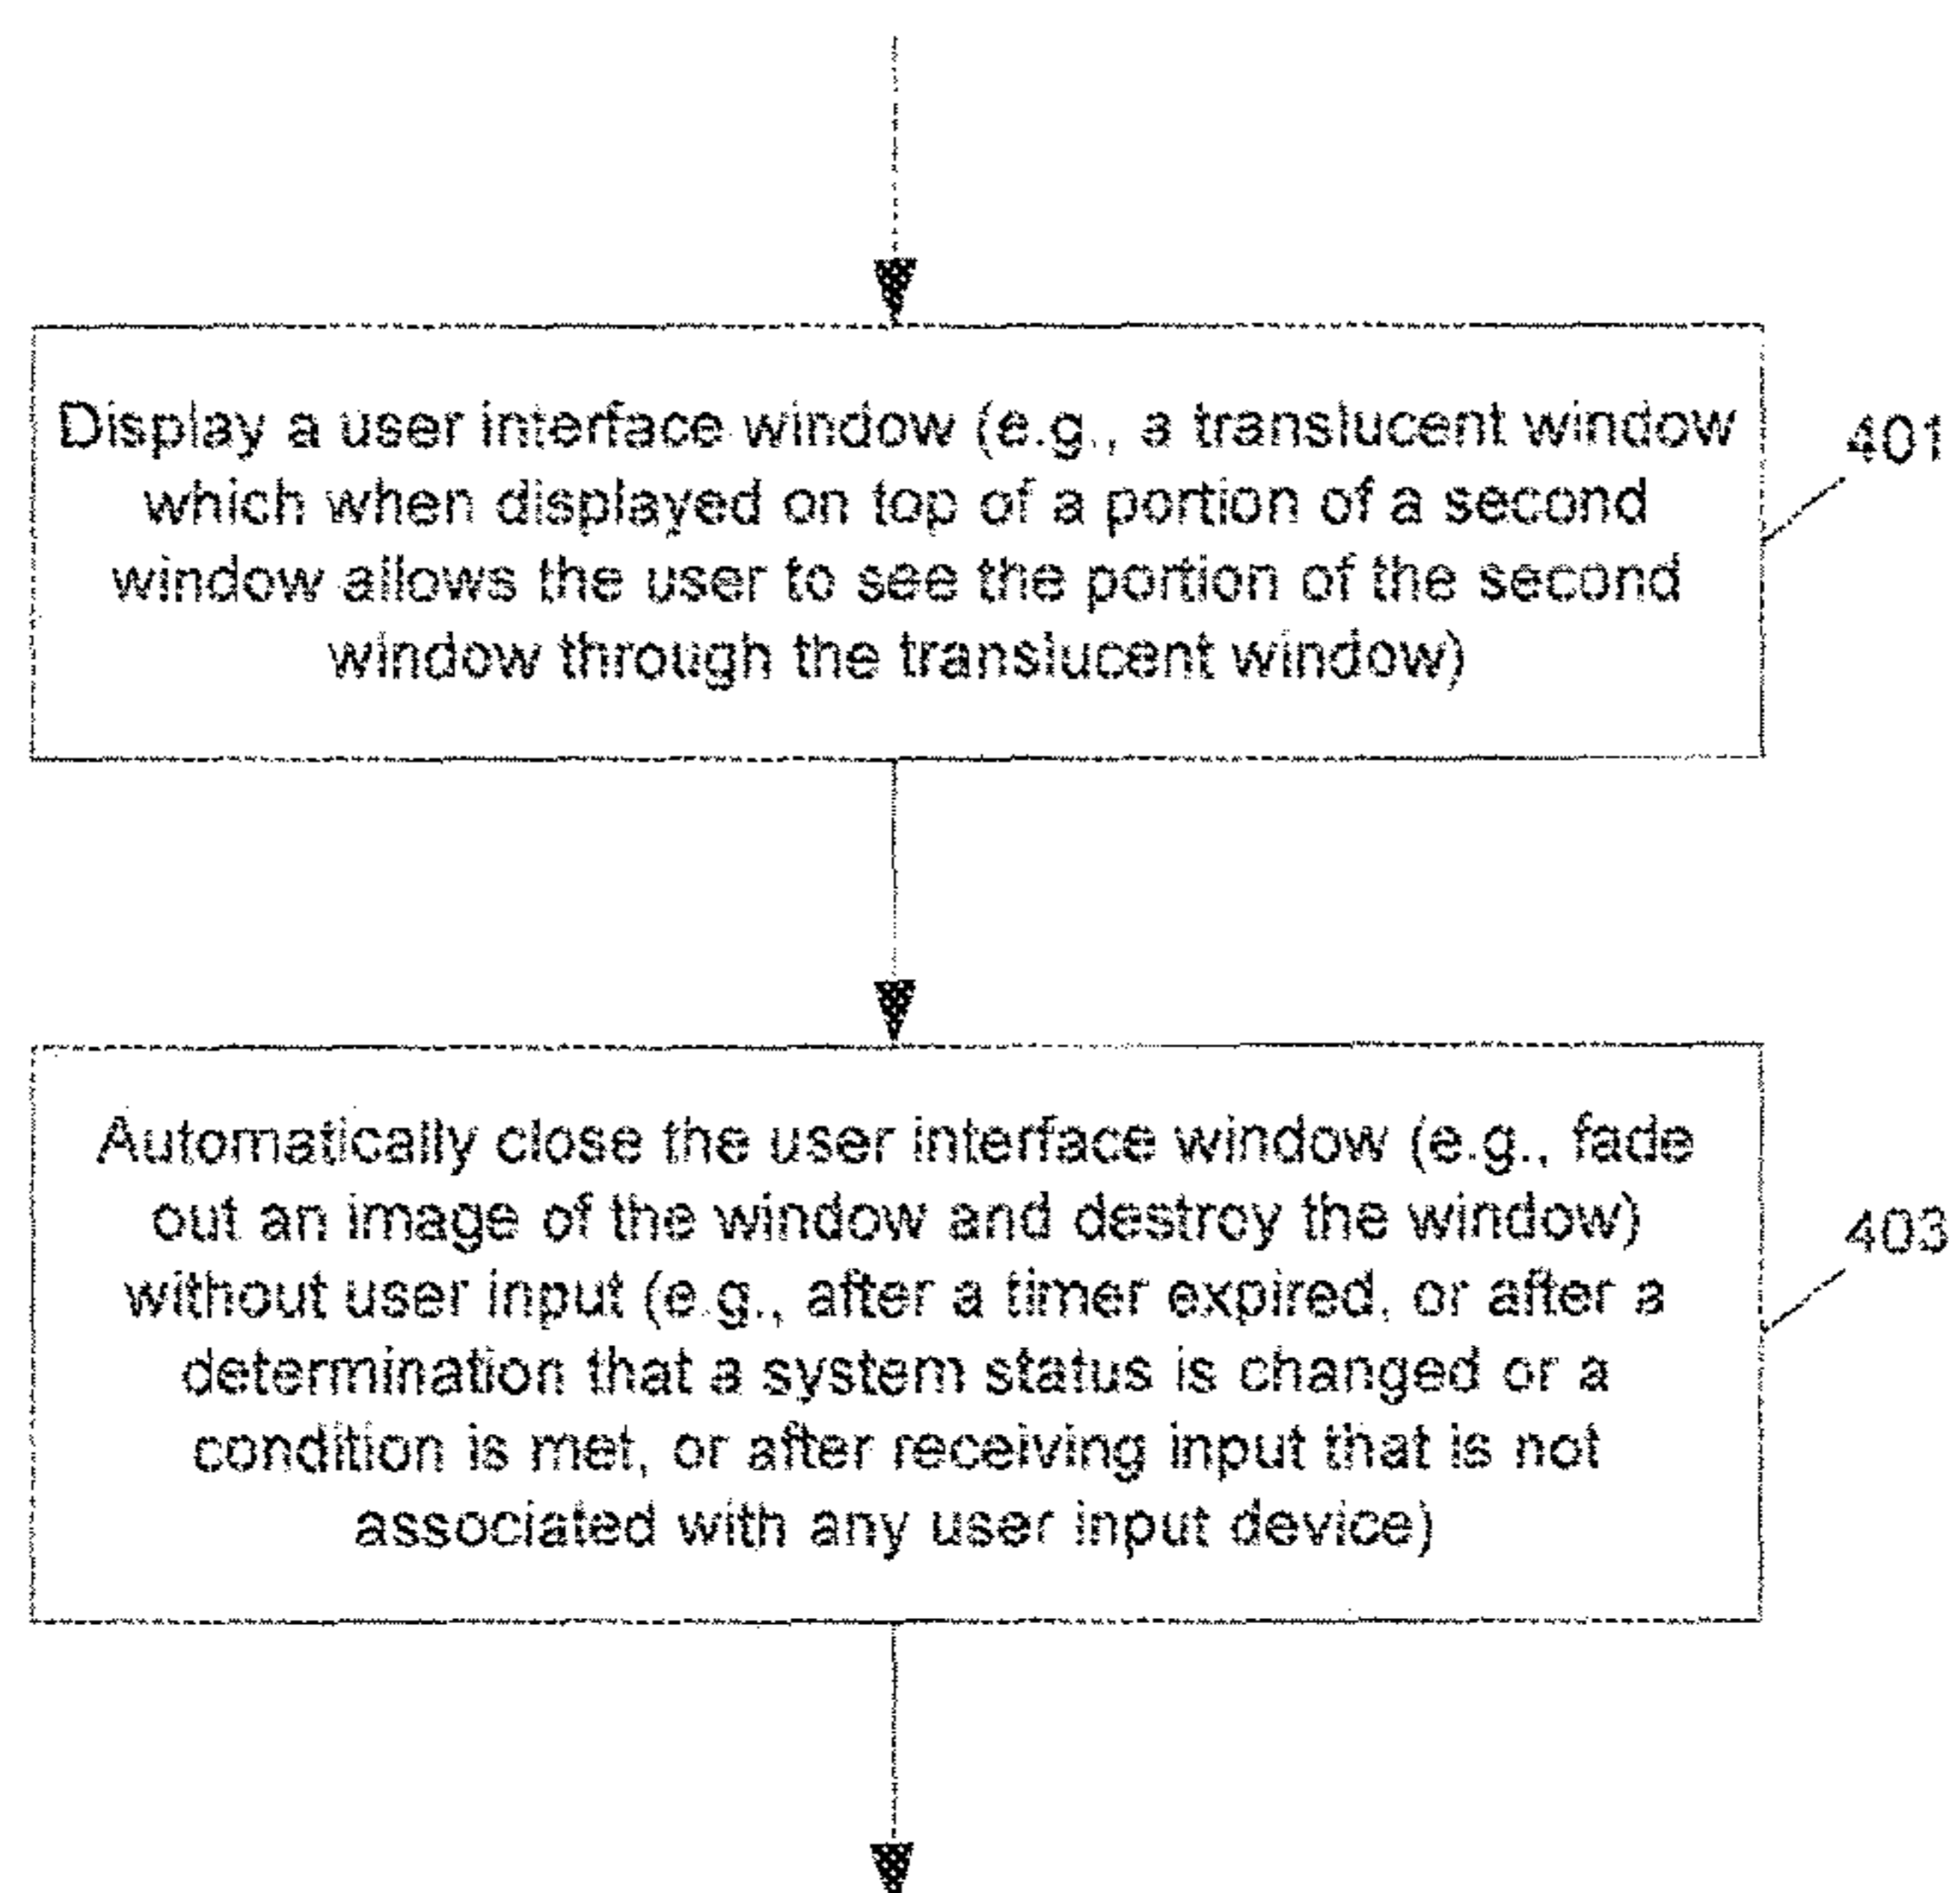 Display a user interface window (e.g., a translucent window
which when displayed on top of a portion of a second
window allows the user to see the portion of the second
window through the translucent window)
401
Automatically close the user interface window (e.g., fade
out an image of the window and destroy the window)
without user input (e.g., after a timer expired, or after a
determination that a system status is changed or a
condition is met, or after receiving input that is not
associated with any user input device)
403